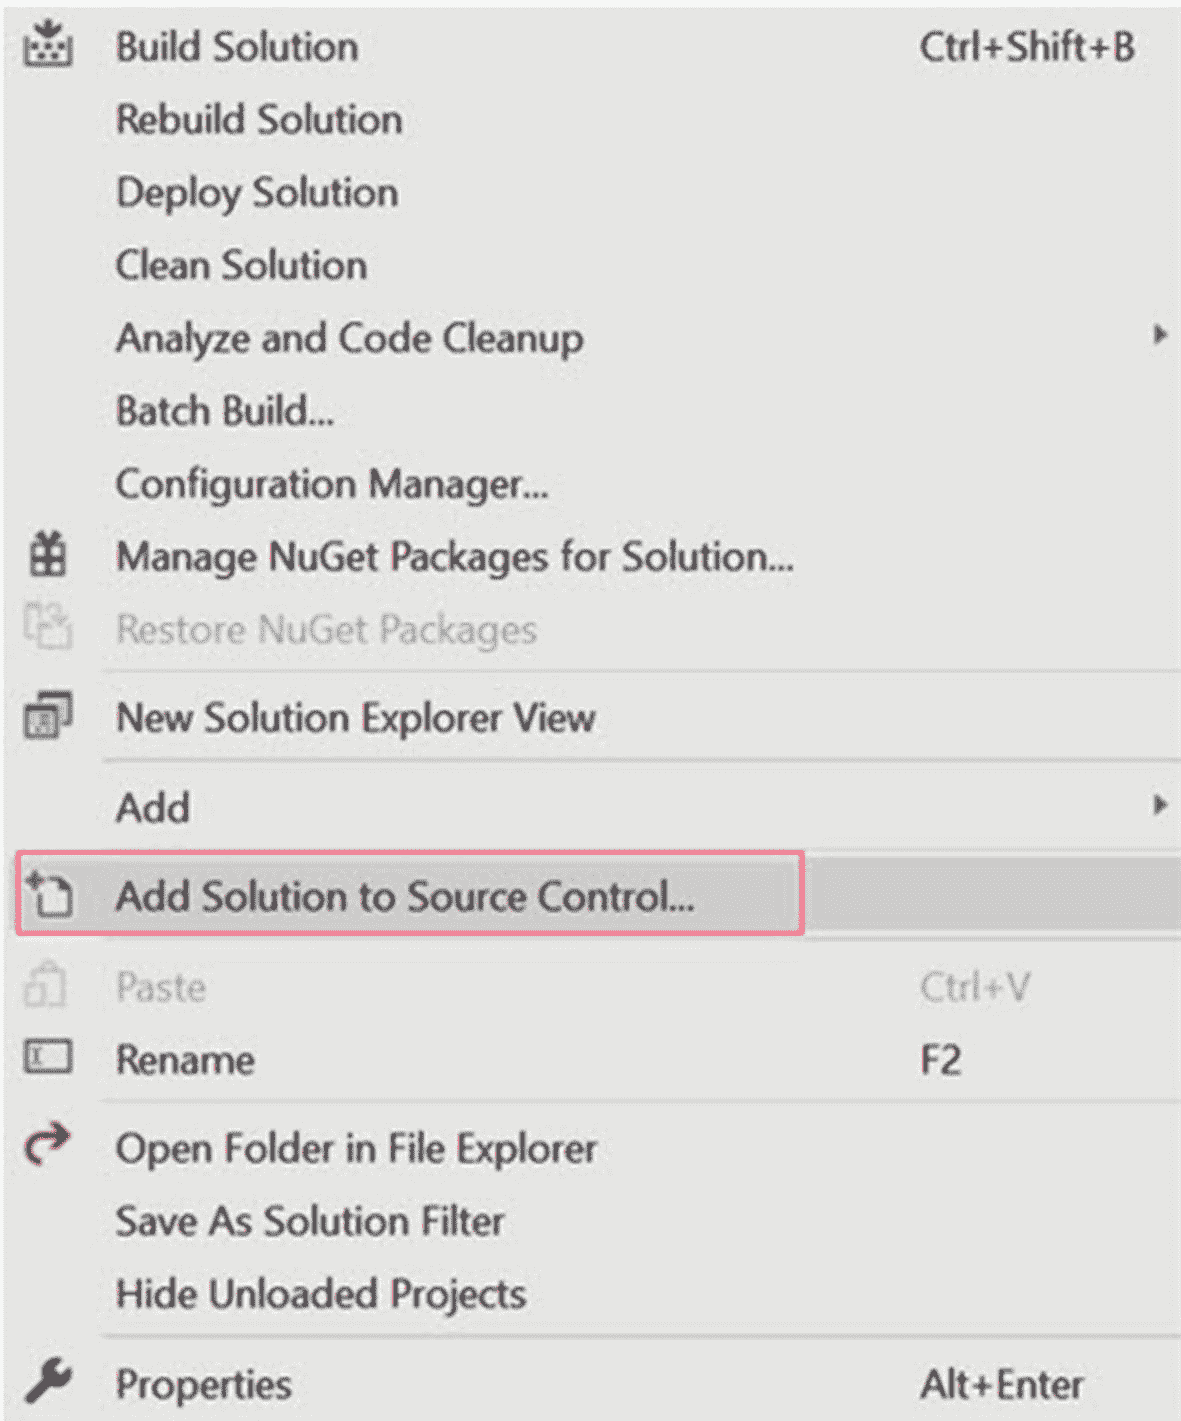 Build Solution Ctrl+Shift+B
Rebuild Solution
Deploy Solution
Clean Solution
Analyze and Code Cleanup
Batch Build...
Configuration Manager...
Manage NuGet Packages for Solution...
Restore NuGet Packages
New Solution Explorer View
Add
Add Solution to Source Control...
Paste Ctrl+V
Rename F2
Open Folder in File Explorer
Save As Solution Filter
Hide Unloaded Projects
Properties Alt+Enter